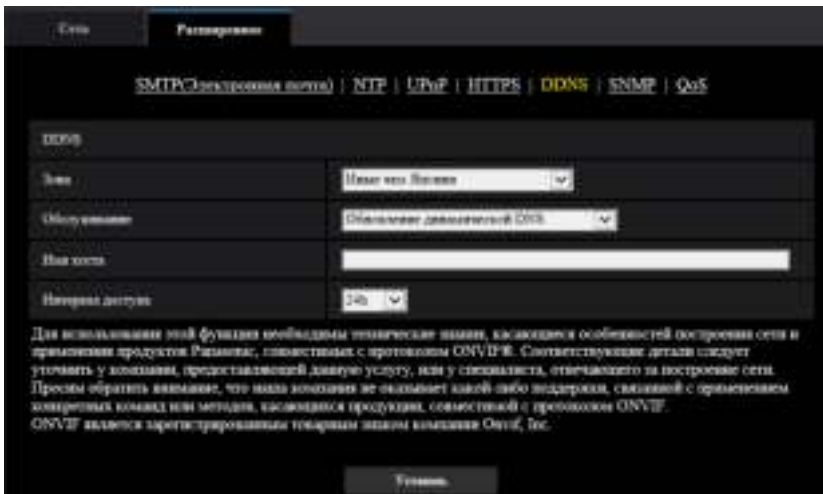 Сеть Расширенное
SMTP(Электронная почта) | NTP | UPnP | HTTPS | DDNS | SNMP | QoS
DDNS
Зона Иные чем Япония
Обслуживание Обновление динамической DNS
Имя хоста
Интервал доступа 24h
Для использования этой функции необходимы технические знания, касающиеся особенностей построения сети и
применения продуктов Panasonic, совместимых с протоколом ONVIF®. Соответствующие детали следует
уточнить у компании, предоставляющей данную услугу, или у специалиста, отвечающего за построение сети.
Просим обратить внимание, что наша компания не оказывает какой-либо поддержки, связанной с применением
конкретных команд или методов, касающихся продукции, совместимой с протоколом ONVIF.
ONVIF является зарегистрированным товарным знаком компании Onvif, Inc.
Установ.